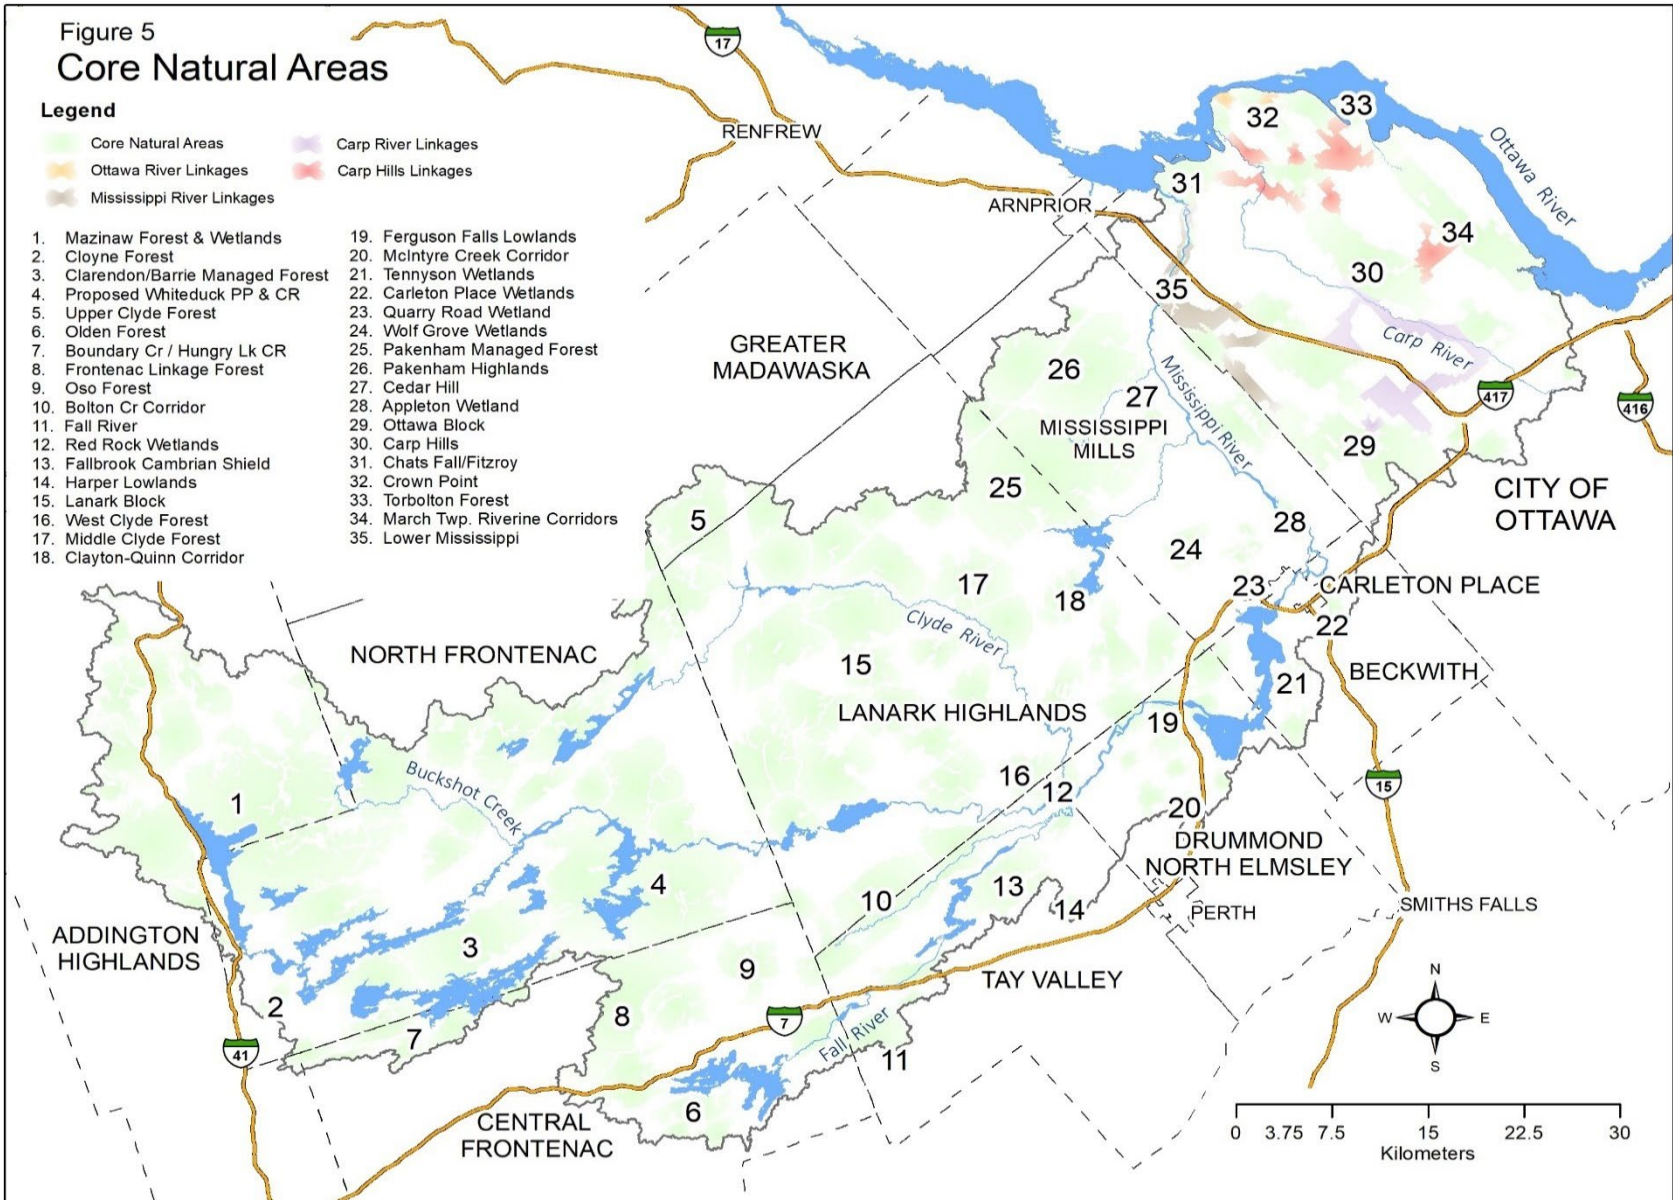 Figure 5
Core Natural Areas
Legend
Core Natural Areas
Ottawa River Linkages
Mississippi River Linkages
Carp River Linkages
Carp Hills Linkages
1. Mazinaw Forest & Wetlands
2. Cloyne Forest
3. Clarendon/Barrie Managed Forest
4. Proposed Whiteduck PP & CR
5. Upper Clyde Forest
6. Olden Forest
7. Boundary Cr / Hungry Lk CR
8. Frontenac Linkage Forest
9. Oso Forest
10. Bolton Cr Corridor
11. Fall River
12. Red Rock Wetlands
13. Fallbrook Cambrian Shield
14. Harper Lowlands
15. Lanark Block
16. West Clyde Forest
17. Middle Clyde Forest
18. Clayton-Quinn Corridor
19. Ferguson Falls Lowlands
20. McIntyre Creek Corridor
21. Tennyson Wetlands
22. Carleton Place Wetlands
23. Quarry Road Wetland
24. Wolf Grove Wetlands
25. Pakenham Managed Forest
26. Pakenham Highlands
27. Cedar Hill
28. Appleton Wetland
29. Ottawa Block
30. Carp Hills
31. Chats Fall/Fitzroy
32. Crown Point
33. Torbolton Forest
34. March Twp. Riverine Corridors
35. Lower Mississippi
17
RENFREW
ARNPRIOR
32
33
31
34
30
35
Ottawa River
Carp River
417
416
GREATER
MADAWASKA
26
27
Mississippi River
MISSISSIPPI
MILLS
29
25
5
CITY OF
OTTAWA
28
24
17
18
23
CARLETON PLACE
22
Clyde River
NORTH FRONTENAC
15
BECKWITH
21
LANARK HIGHLANDS
19
Buckshot Creek
16
12
15
1
20
DRUMMOND
NORTH ELMSLEY
4
13
10
14
PERTH
SMITHS FALLS
ADDINGTON
HIGHLANDS
3
9
TAY VALLEY
2
8
7
7
41
Fall River
11
6
CENTRAL
FRONTENAC
N
W
E
S
0 3.75 7.5 15 22.5 30
Kilometers